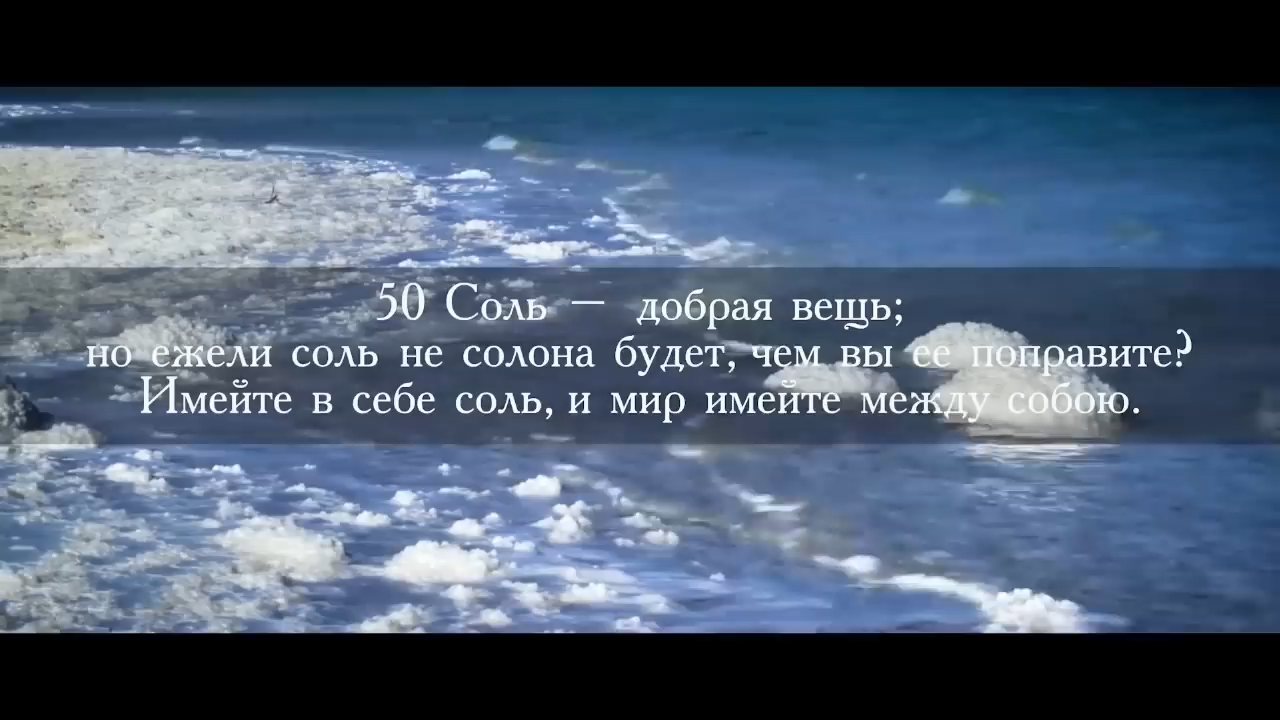 50 Соль — добрая вещь;
но ежели соль не солона будет, чем вы ее поправите?
Имейте в себе соль, и мир имейте между собою.